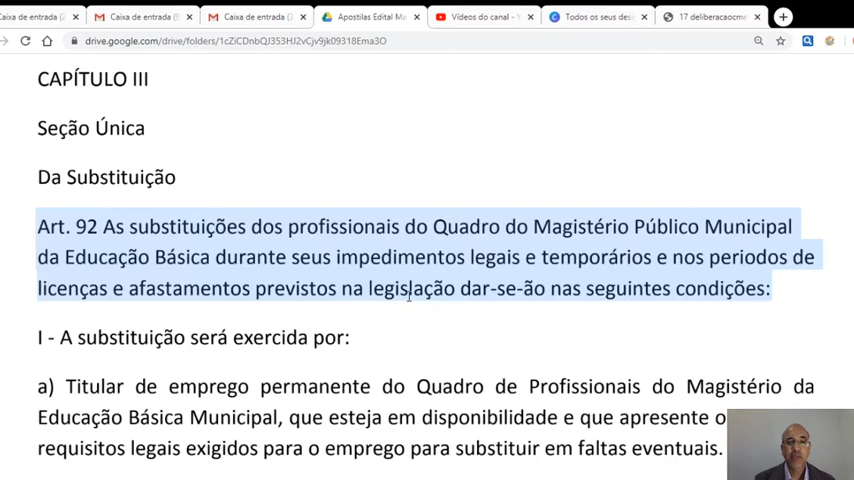 Caixa de entrada (
Caixa de entrada (
Caixa de entrada (
Apostilas Edital Ma
Vídeos do canal - Y
Todos os seus des
17 deliberacaocme
drive.google.com/drive/folders/1cZiCDnbQJ353HJ2vCjv9jk09318Ema3O
CAPÍTULO III
Seção Única
Da Substituição
Art. 92 As substituições dos profissionais do Quadro do Magistério Público Municipal
da Educação Básica durante seus impedimentos legais e temporários e nos periodos de
licenças e afastamentos previstos na legislação dar-se-ão nas seguintes condições:
I - A substituição será exercida por:
a) Titular de emprego permanente do Quadro de Profissionais do Magistério da
Educação Básica Municipal, que esteja em disponibilidade e que apresente o
requisitos legais exigidos para o emprego para substituir em faltas eventuais.